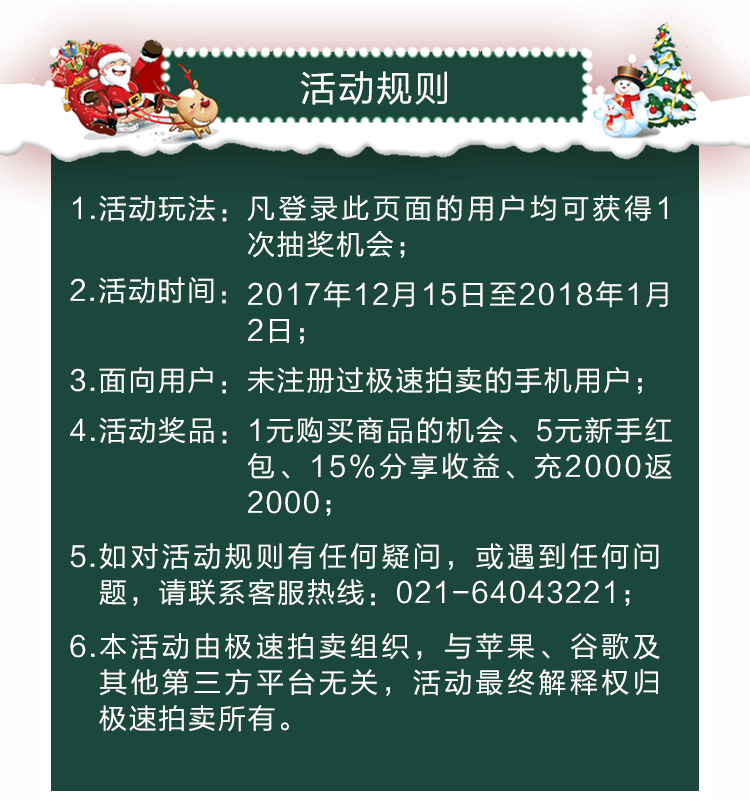 活动规则
1.活动玩法：凡登录此页面的用户均可获得1
次抽奖机会；
2.活动时间：2017年12月15日至2018年1月
2日；
3.面向用户：未注册过极速拍卖的手机用户；
4.活动奖品：1元购买商品的机会、5元新手红
包、15%分享收益、充2000返
2000；
5.如对活动规则有任何疑问，或遇到任何问
题，请联系客服热线：021-64043221；
6.本活动由极速拍卖组织，与苹果、谷歌及
其他第三方平台无关，活动最终解释权归
极速拍卖所有。